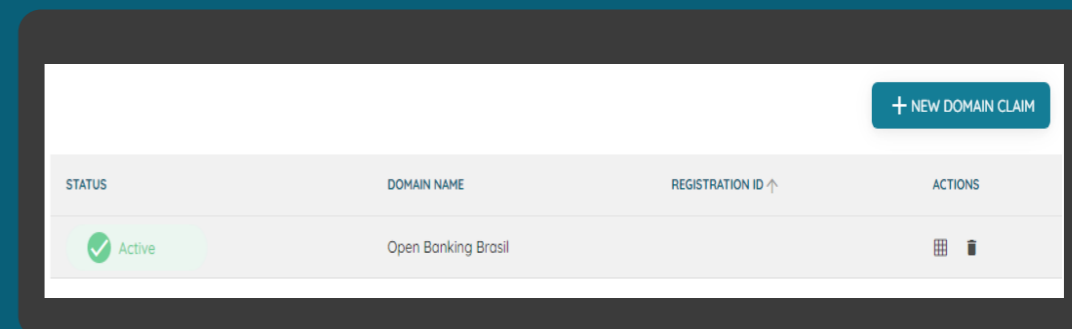 + NEW DOMAIN CLAIM
STATUS DOMAIN NAME REGISTRATION ID ↑ ACTIONS
Active Open Banking Brasil